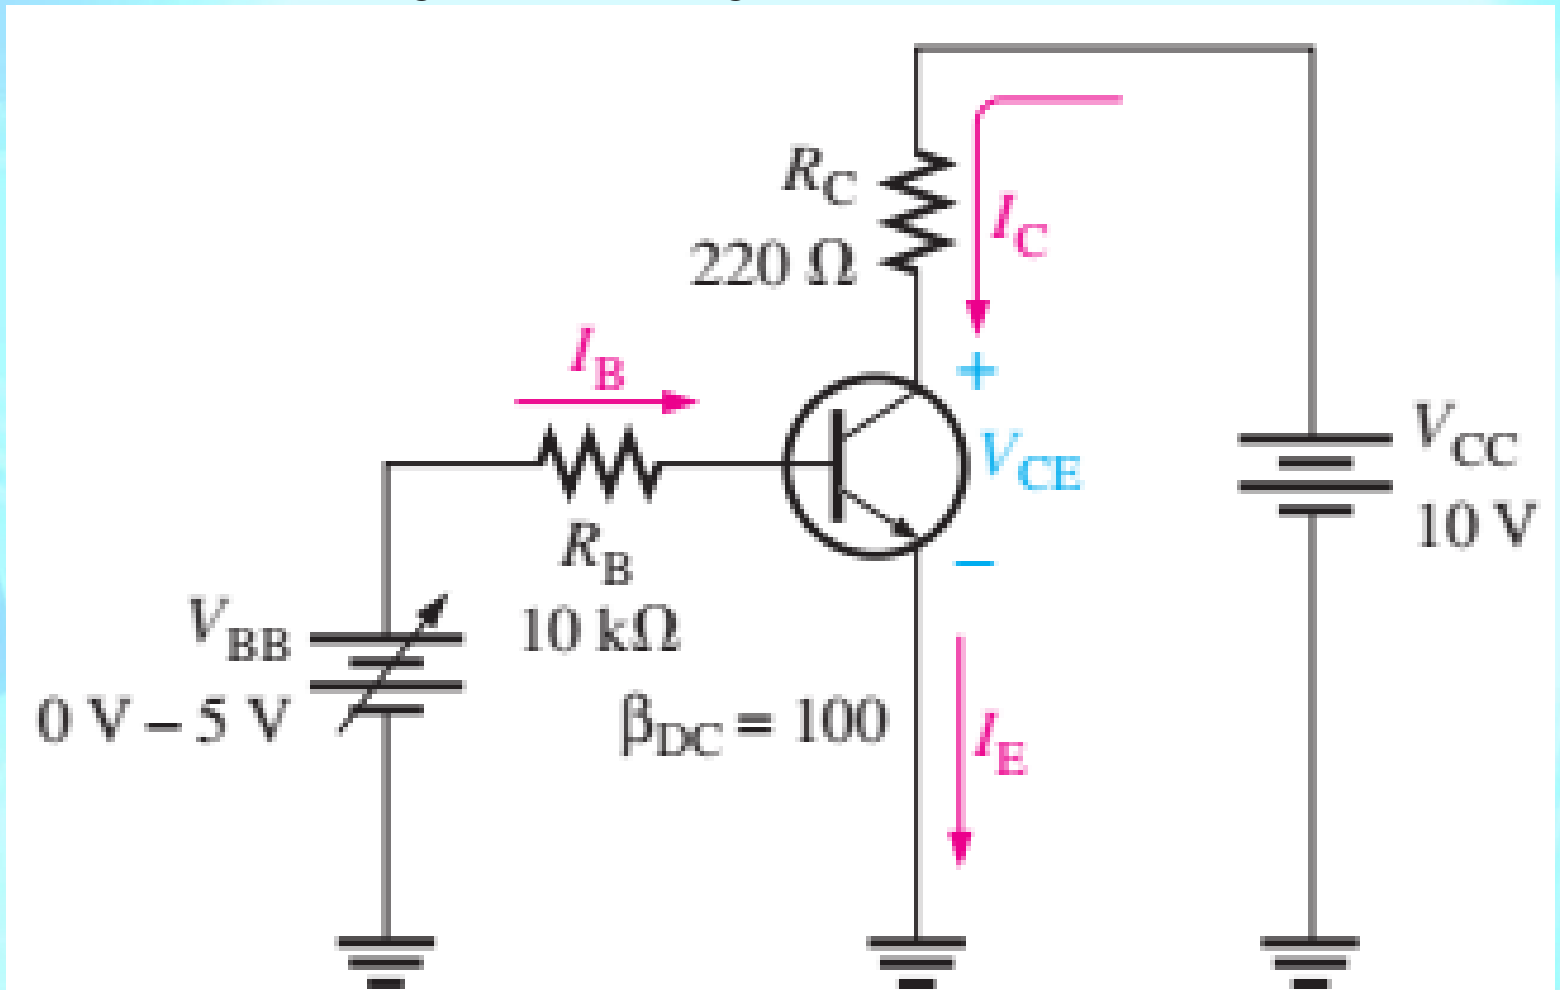 R_C
220 Ω
I_C
I_B
+
V_CE
−
R_B
10 kΩ
V_CC
10 V
V_BB
0 V – 5 V
β_DC = 100
I_E